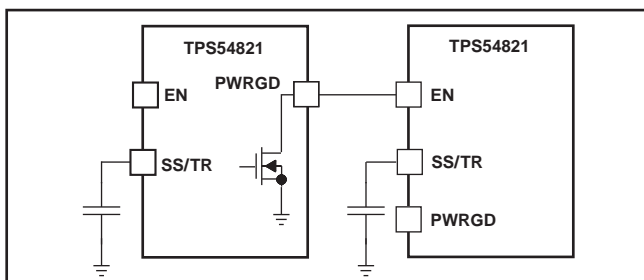 TPS54821
PWRGD
EN
SS/TR
TPS54821
EN
SS/TR
PWRGD